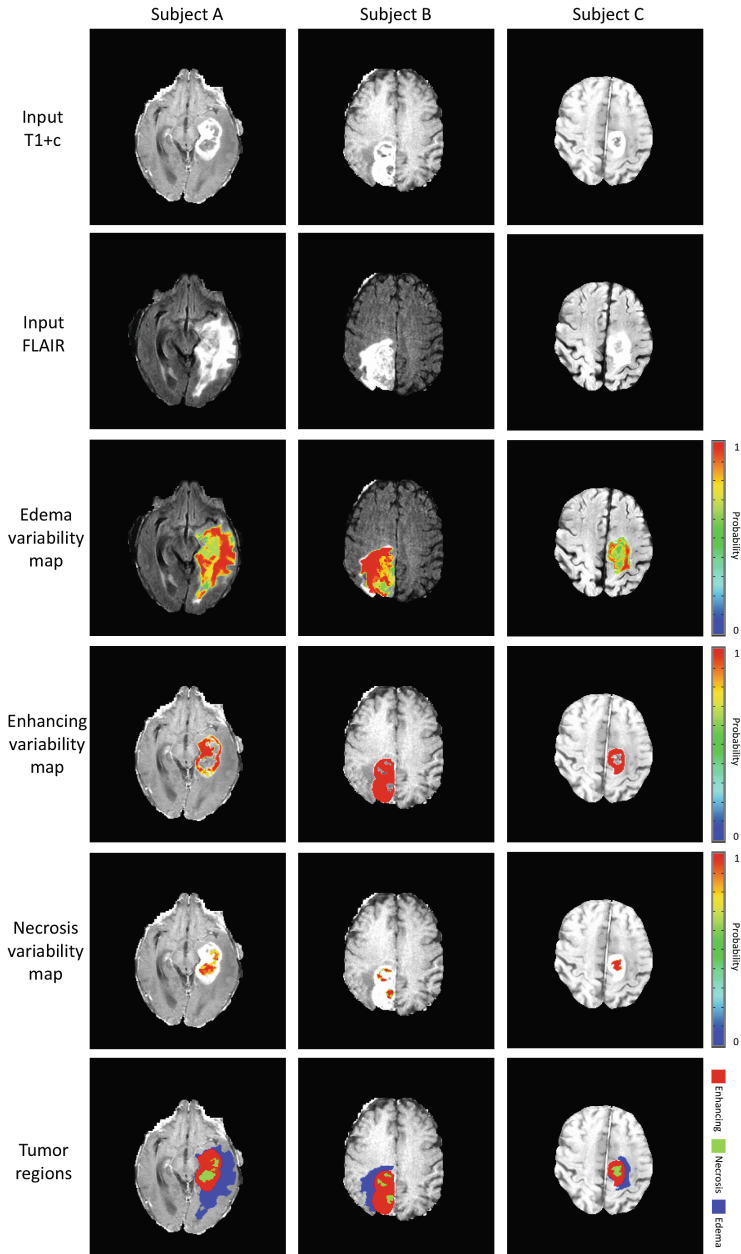 Subject A
Subject B
Subject C
Input
T1+c
Input
FLAIR
Edema
variability
map
1
Probability
0
Enhancing
variability
map
1
Probability
0
Necrosis
variability
map
1
Probability
0
Tumor
regions
Enhancing
Necrosis
Edema